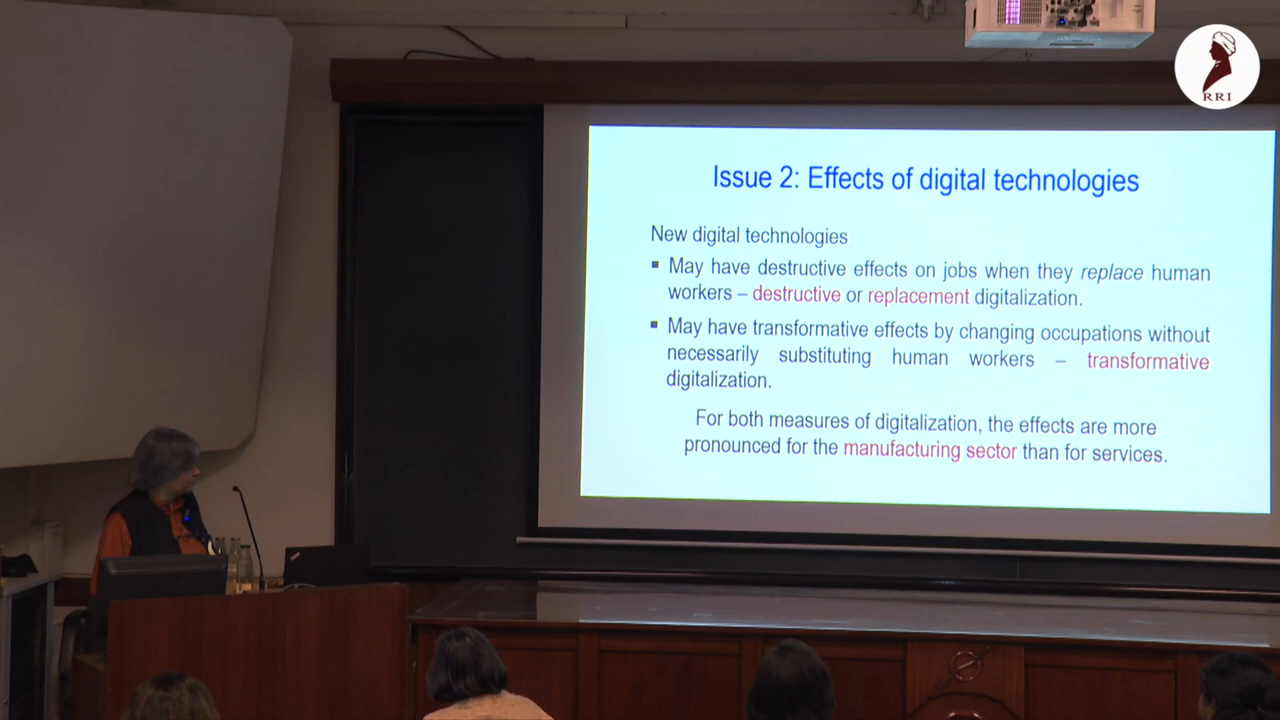 RRI
Issue 2: Effects of digital technologies
New digital technologies
▪ May have destructive effects on jobs when they replace human
workers – destructive or replacement digitalization.
▪ May have transformative effects by changing occupations without
necessarily substituting human workers – transformative
digitalization.
For both measures of digitalization, the effects are more
pronounced for the manufacturing sector than for services.